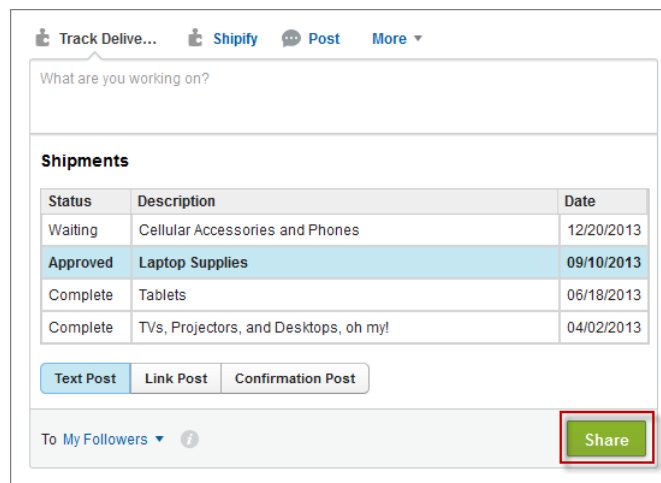 Track Delive... Shipify Post More
What are you working on?
Shipments
Status Description Date
Waiting Cellular Accessories and Phones 12/20/2013
Approved Laptop Supplies 09/10/2013
Complete Tablets 06/18/2013
Complete TVs, Projectors, and Desktops, oh my! 04/02/2013
Text Post Link Post Confirmation Post
To My Followers i Share